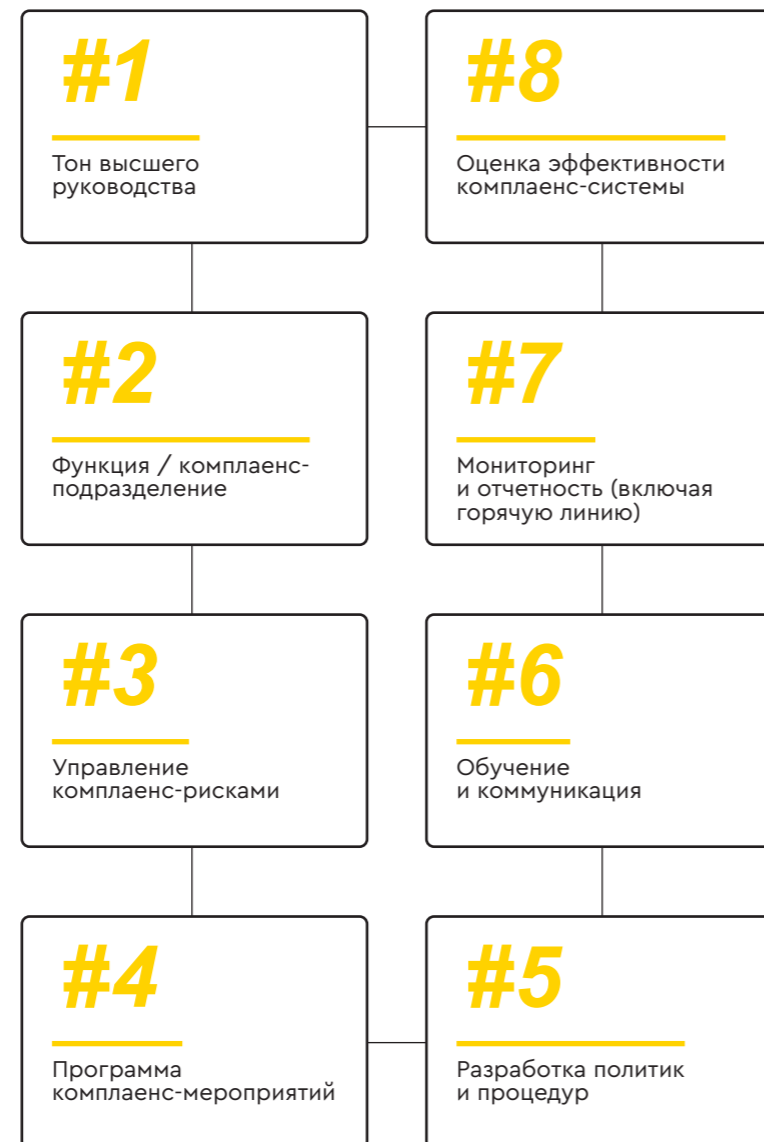 #1
Тон высшего
руководства
#2
Функция / комплаенс-
подразделение
#3
Управление
комплаенс-рисками
#4
Программа
комплаенс-мероприятий
#5
Разработка политик
и процедур
#6
Обучение
и коммуникация
#7
Мониторинг
и отчетность (включая
горячую линию)
#8
Оценка эффективности
комплаенс-системы